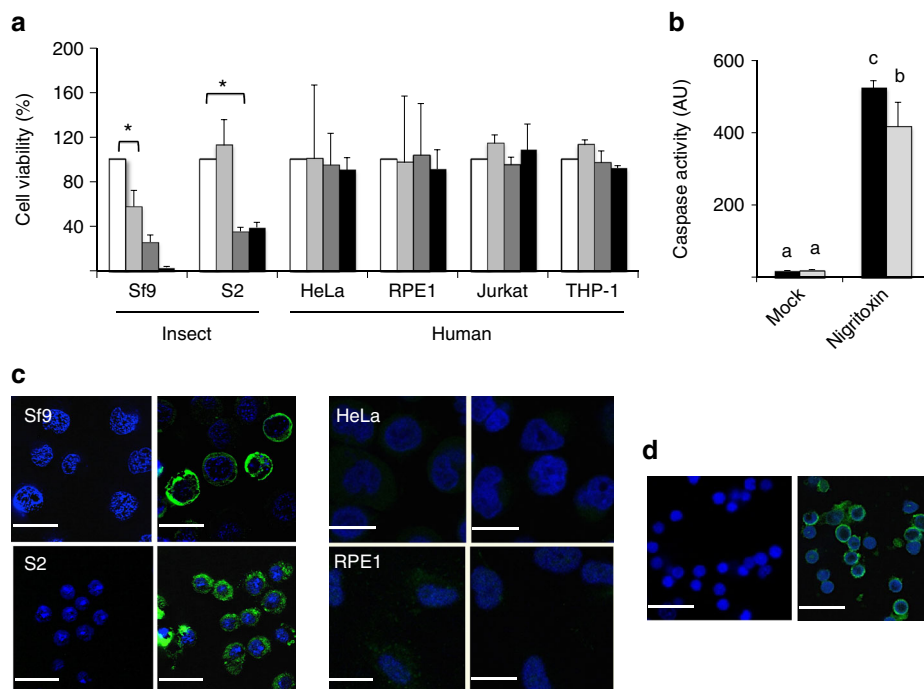 a
200
160
120
80
40
Cell viability (%)
*
*
Sf9
S2
HeLa
RPE1
Jurkat
THP-1
Insect
Human
b
600
400
200
Caspase activity (AU)
a
a
c
b
Mock
Nigritoxin
c
Sf9
HeLa
S2
RPE1
d